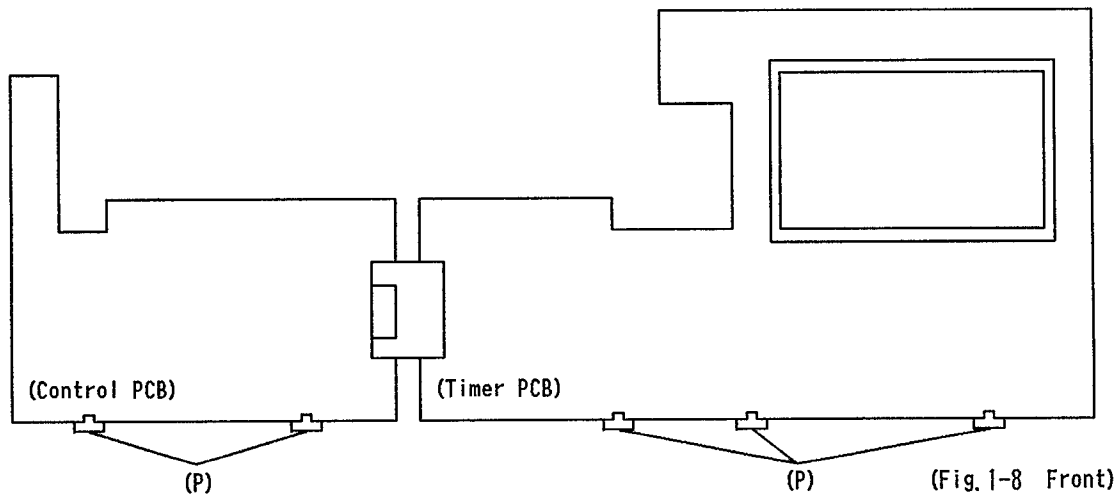 (Control PCB)
(Timer PCB)
(P)
(P)
(Fig. 1-8 Front)